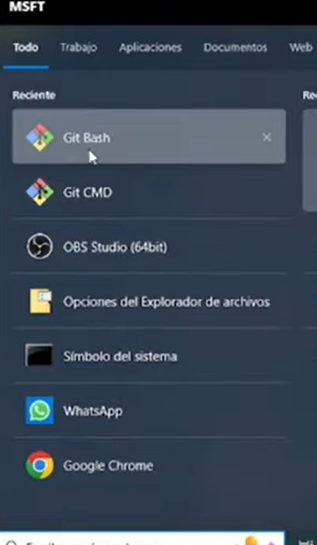 MSFT
Todo Trabajo Aplicaciones Documentos Web
Reciente
Git Bash
Git CMD
OBS Studio (64bit)
Opciones del Explorador de archivos
Símbolo del sistema
WhatsApp
Google Chrome